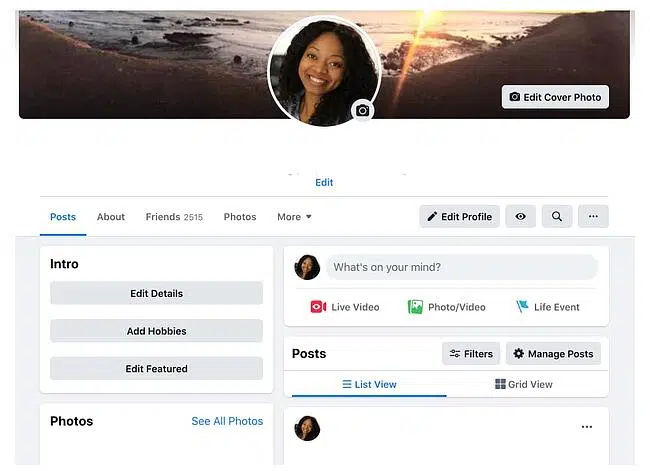 Edit Cover Photo
Edit
Posts About Friends 2515 Photos More Edit Profile
Intro
Edit Details
Add Hobbies
Edit Featured
Photos See All Photos
What's on your mind?
Live Video Photo/Video Life Event
Posts Filters Manage Posts
List View Grid View